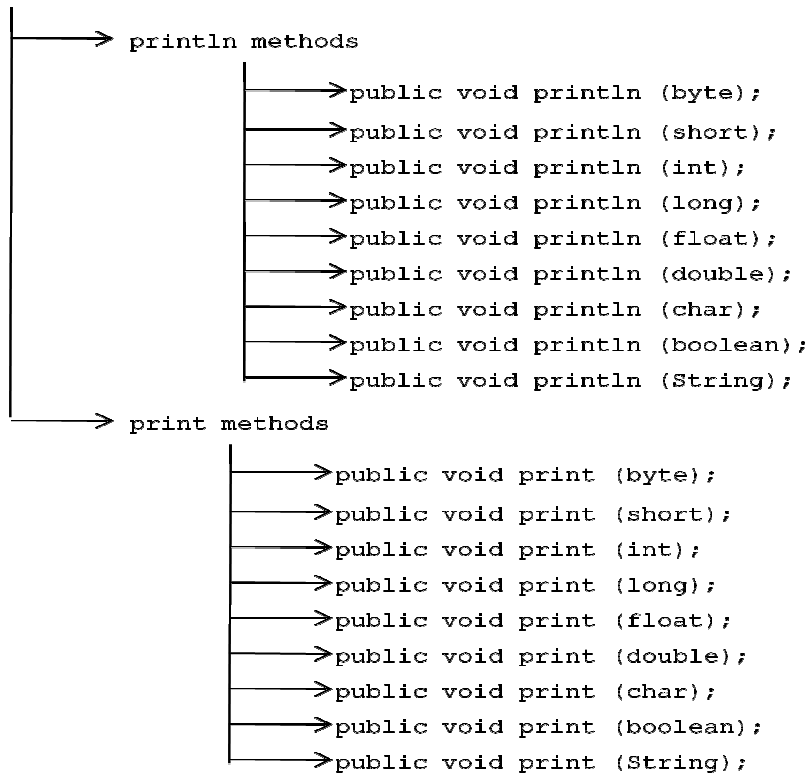 println methods
public void println (byte);
public void println (short);
public void println (int);
public void println (long);
public void println (float);
public void println (double);
public void println (char);
public void println (boolean);
public void println (String);
print methods
public void print (byte);
public void print (short);
public void print (int);
public void print (long);
public void print (float);
public void print (double);
public void print (char);
public void print (boolean);
public void print (String);